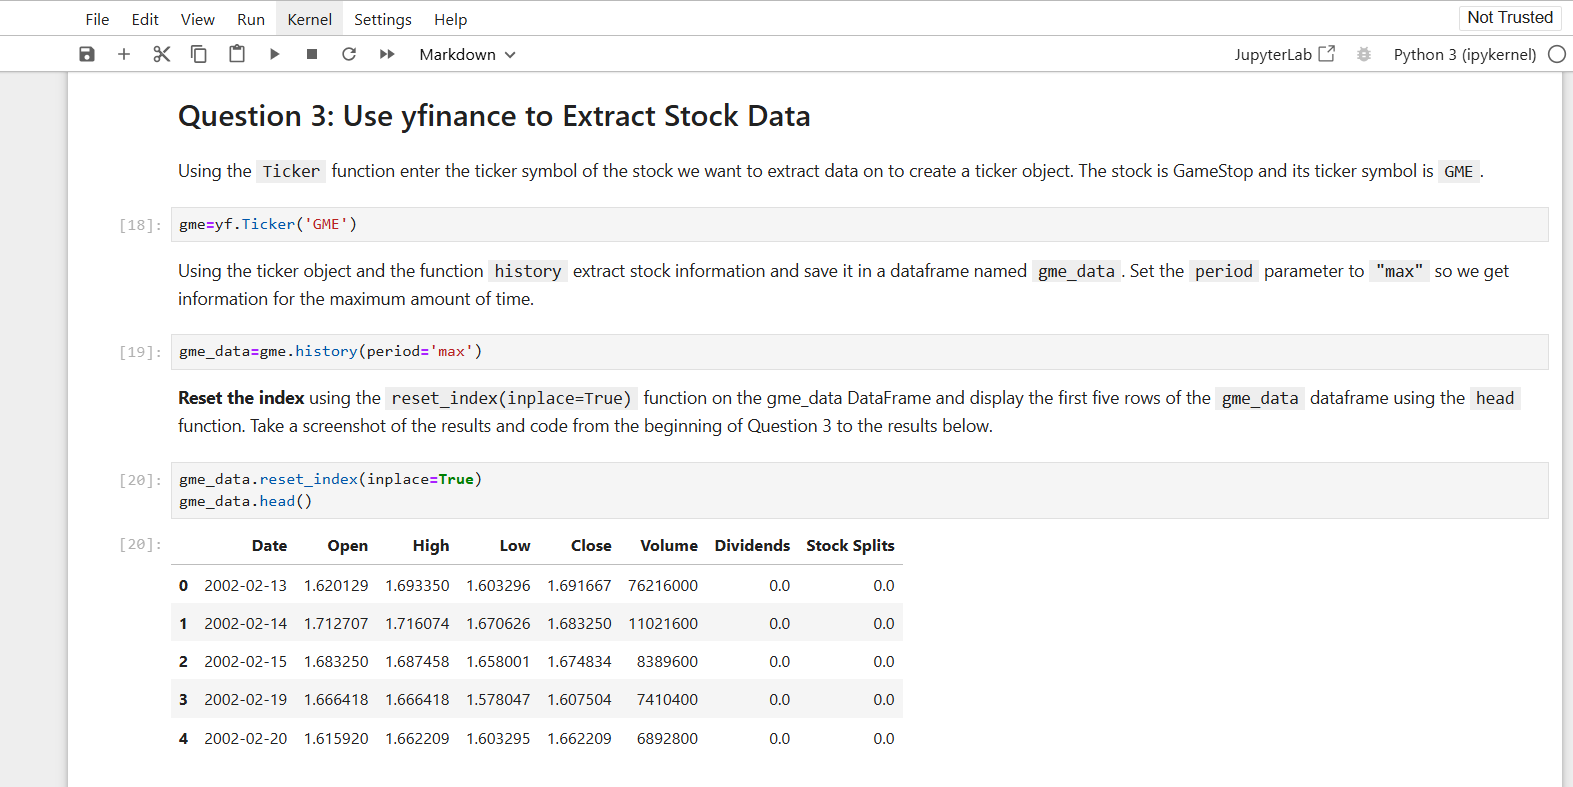 File Edit View Run Kernel Settings Help Not Trusted
Markdown JupyterLab Python 3 (ipykernel)
Question 3: Use yfinance to Extract Stock Data
Using the Ticker function enter the ticker symbol of the stock we want to extract data on to create a ticker object. The stock is GameStop and its ticker symbol is GME .
[18]: gme=yf.Ticker('GME')
Using the ticker object and the function history extract stock information and save it in a dataframe named gme_data . Set the period parameter to "max" so we get
information for the maximum amount of time.
[19]: gme_data=gme.history(period='max')
Reset the index using the reset_index(inplace=True) function on the gme_data DataFrame and display the first five rows of the gme_data dataframe using the head
function. Take a screenshot of the results and code from the beginning of Question 3 to the results below.
[20]: gme_data.reset_index(inplace=True)
gme_data.head()
[20]: Date Open High Low Close Volume Dividends Stock Splits
0 2002-02-13 1.620129 1.693350 1.603296 1.691667 76216000 0.0 0.0
1 2002-02-14 1.712707 1.716074 1.670626 1.683250 11021600 0.0 0.0
2 2002-02-15 1.683250 1.687458 1.658001 1.674834 8389600 0.0 0.0
3 2002-02-19 1.666418 1.666418 1.578047 1.607504 7410400 0.0 0.0
4 2002-02-20 1.615920 1.662209 1.603295 1.662209 6892800 0.0 0.0